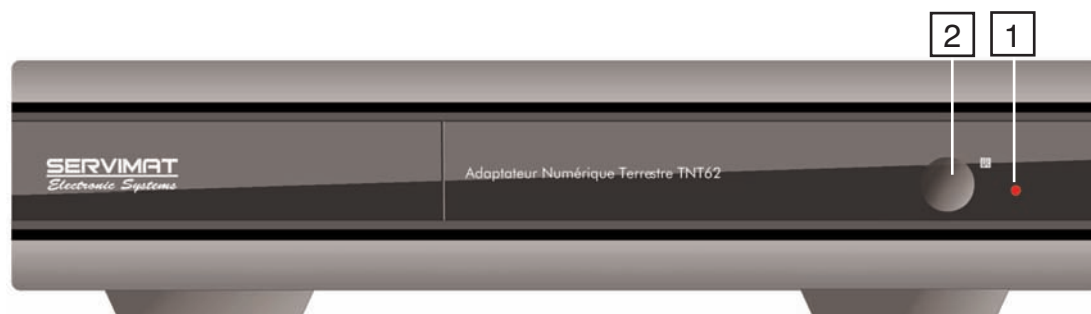 2 1
SERVIMAT
Electronic Systems
Adaptateur Numérique Terrestre TNT62